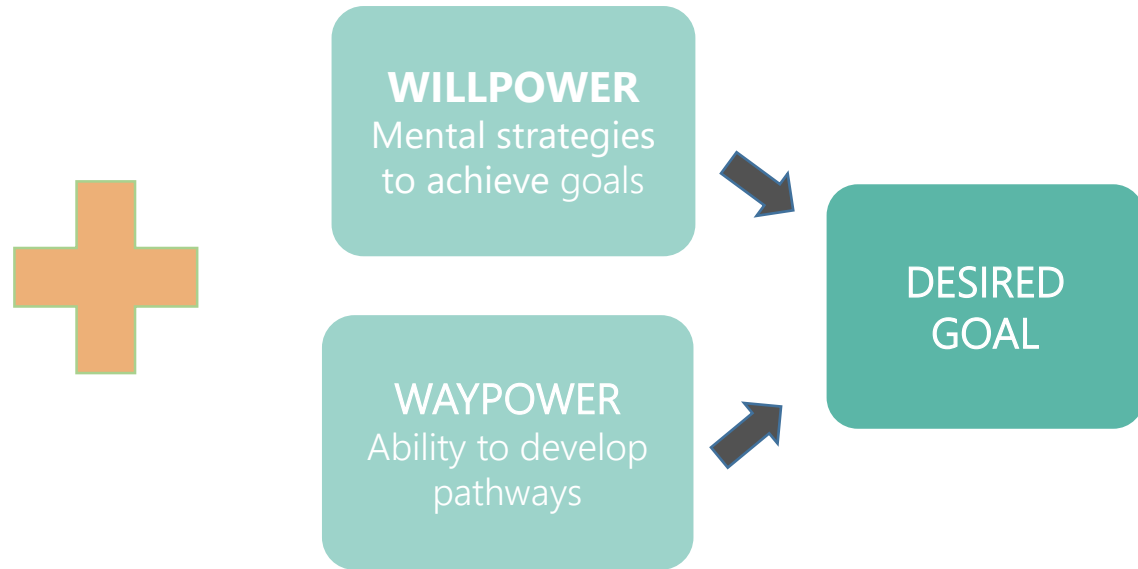 WILLPOWER
Mental strategies
to achieve goals
WAYPOWER
Ability to develop
pathways
DESIRED
GOAL